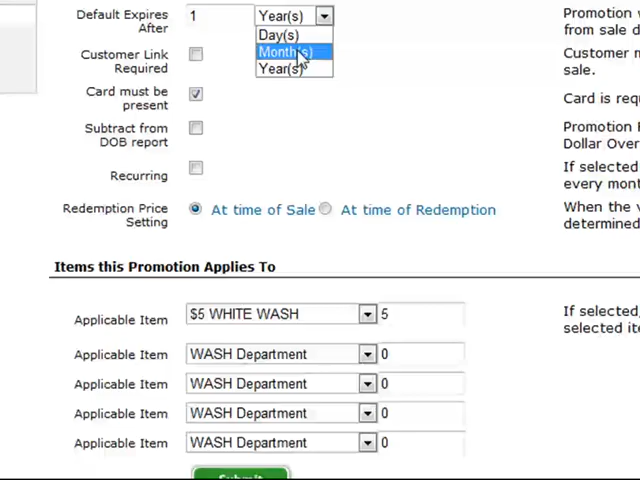 Default Expires After 1 Year(s) Promotion
from sale d
Day(s)
Month(s)
Year(s)
Customer Link Required Customer m
sale.
Card must be present Card is req
Subtract from DOB report Promotion
Dollar Over
Recurring If selected
every mont
Redemption Price Setting At time of Sale At time of Redemption When the v
determined
Items this Promotion Applies To
Applicable Item $5 WHITE WASH 5 If selected,
selected ite
Applicable Item WASH Department 0
Applicable Item WASH Department 0
Applicable Item WASH Department 0
Applicable Item WASH Department 0
Submit